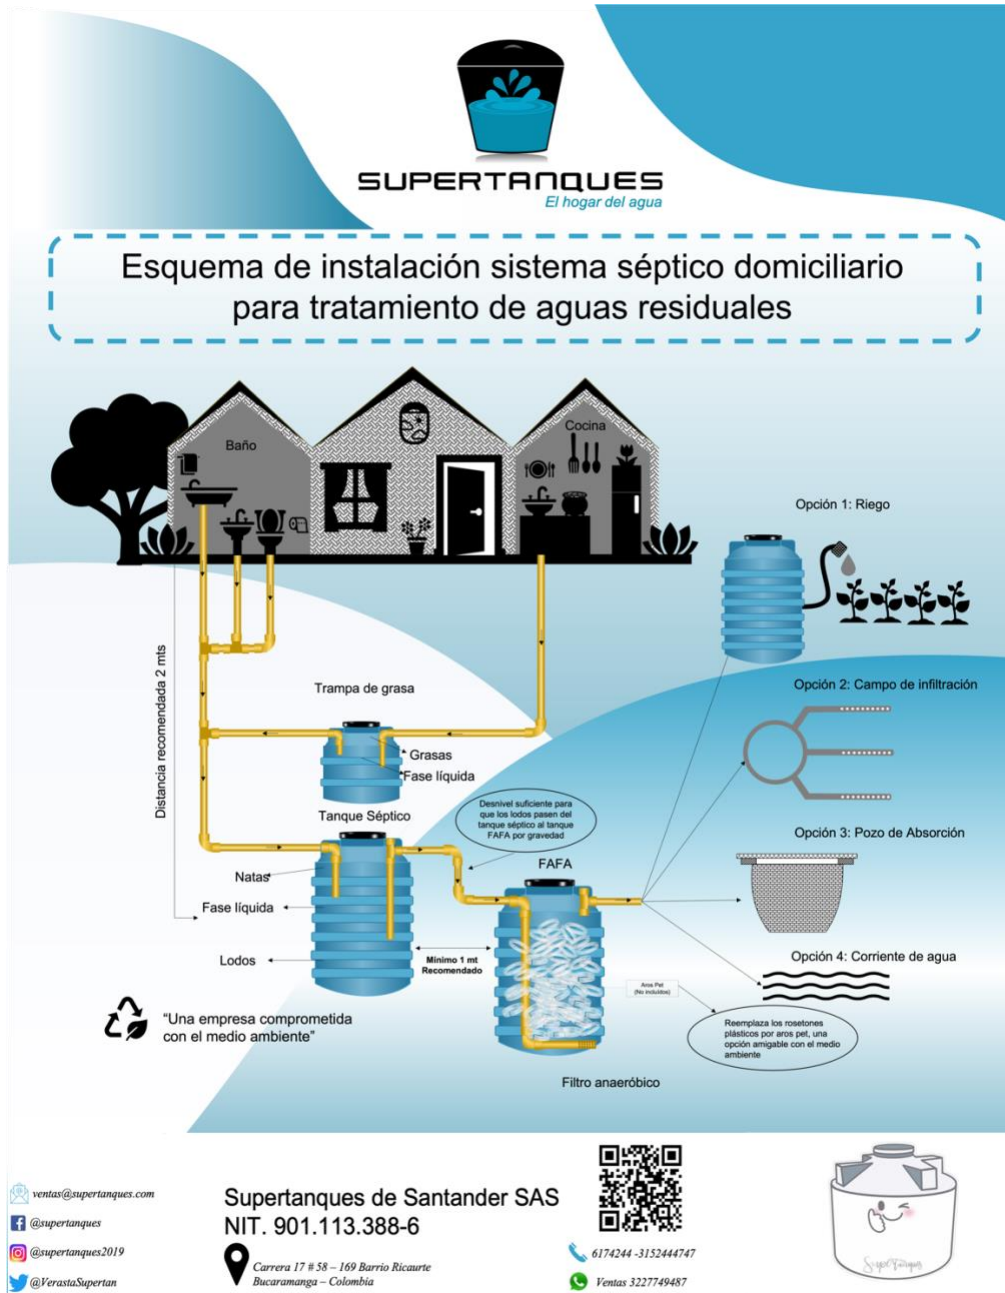 SUPERTANQUES
El hogar del agua
Esquema de instalación sistema séptico domiciliario
para tratamiento de aguas residuales
Baño
Cocina
Opción 1: Riego
Distancia recomendada 2 mts
Trampa de grasa
Grasas
Fase líquida
Opción 2: Campo de infiltración
Tanque Séptico
Desnivel suficiente para
que los lodos pasen del
tanque séptico al tanque
FAFA por gravedad
Opción 3: Pozo de Absorción
FAFA
Natas
Fase líquida
Lodos
Mínimo 1 mt
Recomendado
Opción 4: Corriente de agua
Aros Pet
(No incluidos)
Reemplaza los rosetones
plásticos por aros pet, una
opción amigable con el medio
ambiente
“Una empresa comprometida
con el medio ambiente”
Filtro anaeróbico
ventas@supertanques.com
@supertanques
@supertanques2019
@VerastaSupertan
Supertanques de Santander SAS
NIT. 901.113.388-6
Carrera 17 # 58 – 169 Barrio Ricaurte
Bucaramanga – Colombia
6174244 -3152444747
Ventas 3227749487
SuperTanques